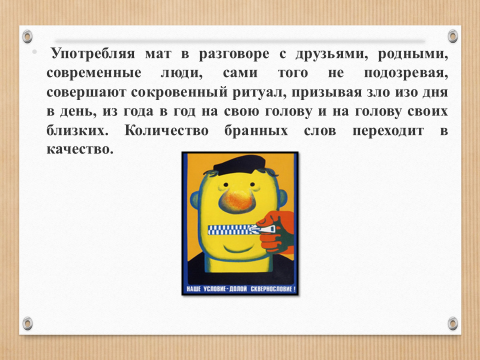 Употребляя мат в разговоре с друзьями, родными,
современные люди, сами того не подозревая,
совершают сокровенный ритуал, призывая зло изо дня
в день, из года в год на свою голову и на голову своих
близких. Количество бранных слов переходит в
качество.
НАШЕ УСЛОВИЕ - ДОЛОЙ СКВЕРНОСЛОВИЕ!